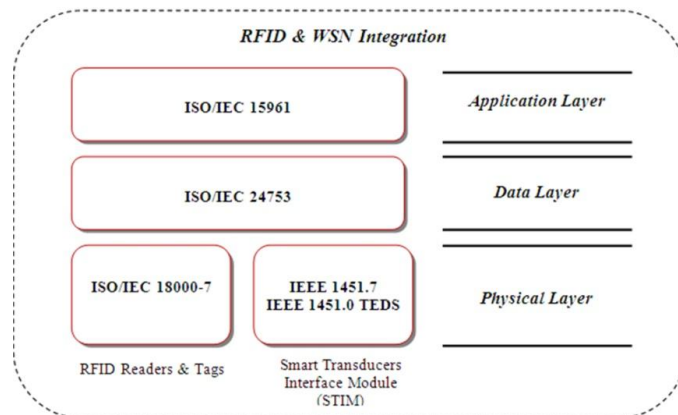 RFID & WSN Integration
ISO/IEC 15961
Application Layer
ISO/IEC 24753
Data Layer
ISO/IEC 18000-7
IEEE 1451.7
IEEE 1451.0 TEDS
Physical Layer
RFID Readers & Tags
Smart Transducers
Interface Module
(STIM)